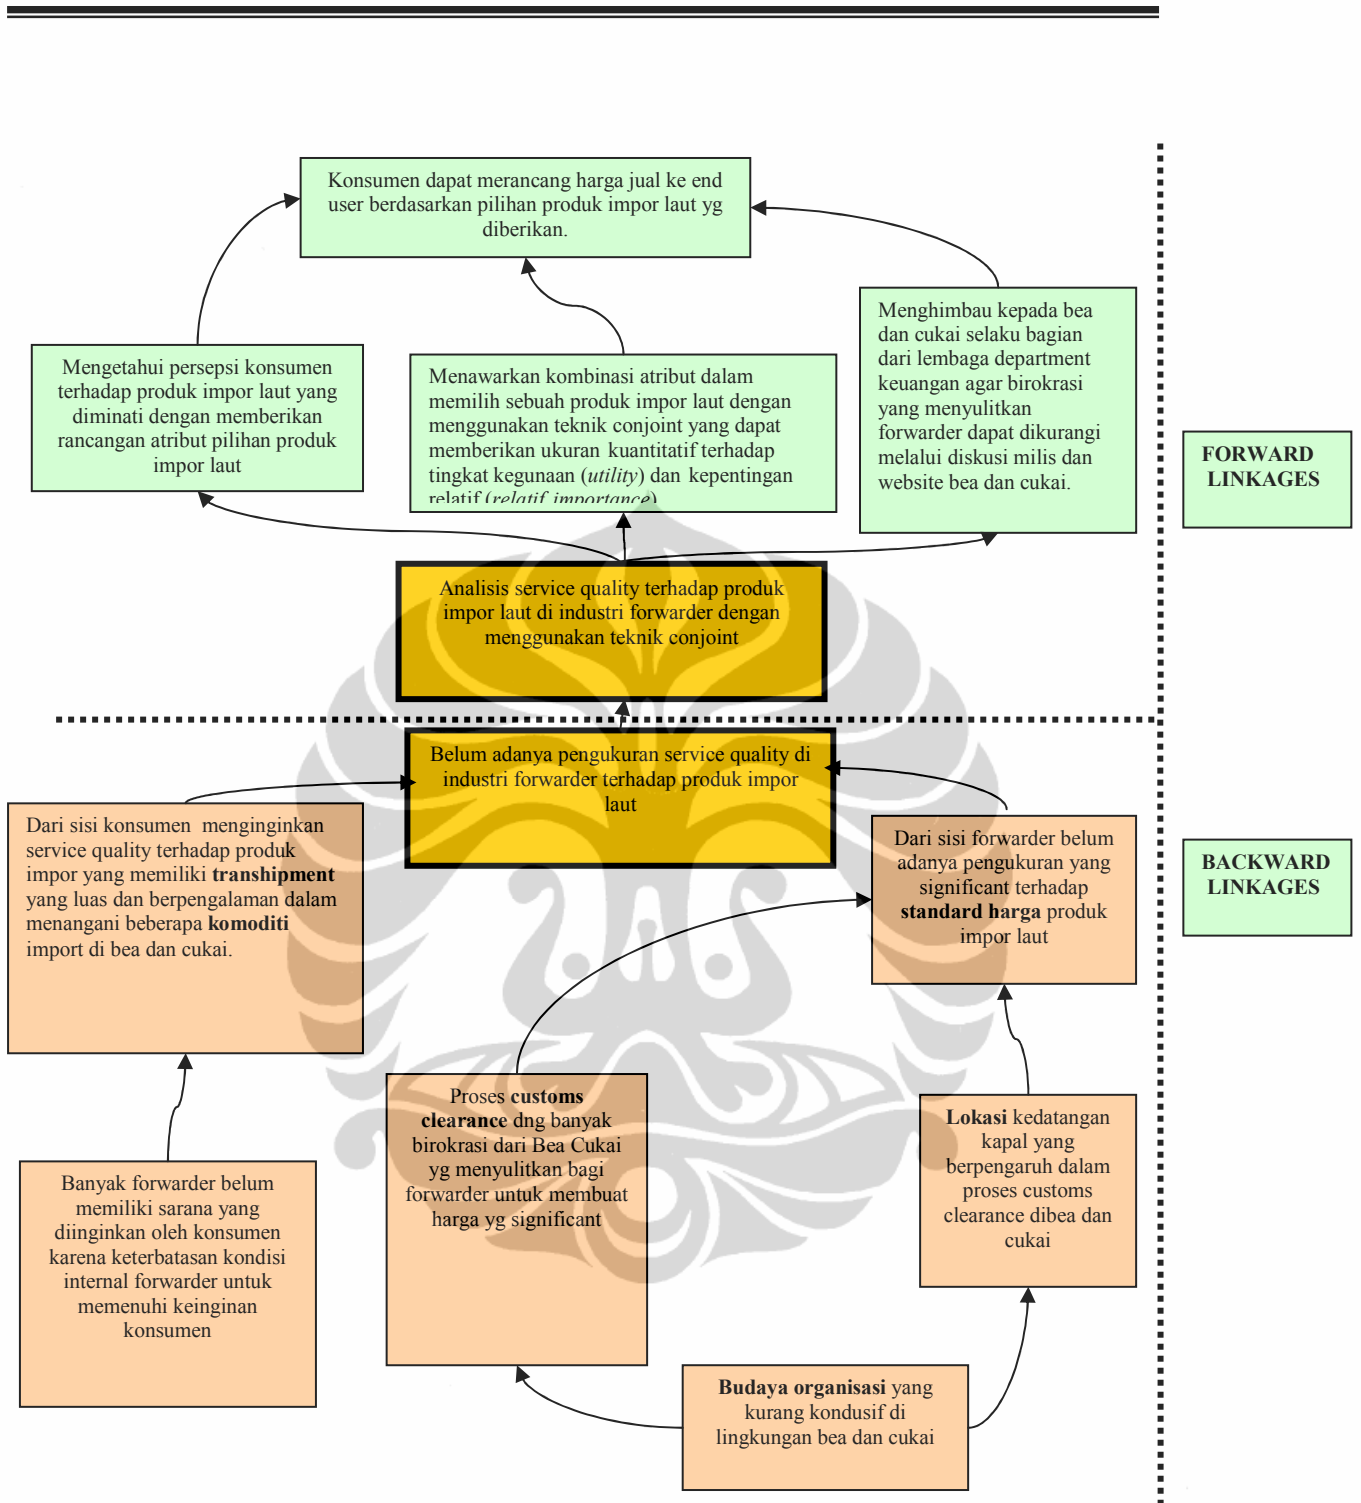 Konsumen dapat merancang harga jual ke end
user berdasarkan pilihan produk impor laut yg
diberikan.
Mengetahui persepsi konsumen
terhadap produk impor laut yang
diminati dengan memberikan
rancangan atribut pilihan produk
impor laut
Menawarkan kombinasi atribut dalam
memilih sebuah produk impor laut dengan
menggunakan teknik conjoint yang dapat
memberikan ukuran kuantitatif terhadap
tingkat kegunaan (utility) dan kepentingan
relatif (relatif importance)
Menghimbau kepada bea
dan cukai selaku bagian
dari lembaga department
keuangan agar birokrasi
yang menyulitkan
forwarder dapat dikurangi
melalui diskusi milis dan
website bea dan cukai.
FORWARD
LINKAGES
Analisis service quality terhadap produk
impor laut di industri forwarder dengan
menggunakan teknik conjoint
Belum adanya pengukuran service quality di
industri forwarder terhadap produk impor
laut
Dari sisi konsumen menginginkan
service quality terhadap produk
impor yang memiliki transhipment
yang luas dan berpengalaman dalam
menangani beberapa komoditi
import di bea dan cukai.
Dari sisi forwarder belum
adanya pengukuran yang
significant terhadap
standard harga produk
impor laut
BACKWARD
LINKAGES
Banyak forwarder belum
memiliki sarana yang
diinginkan oleh konsumen
karena keterbatasan kondisi
internal forwarder untuk
memenuhi keinginan
konsumen
Proses customs
clearance dng banyak
birokrasi dari Bea Cukai
yg menyulitkan bagi
forwarder untuk membuat
harga yg significant
Lokasi kedatangan
kapal yang
berpengaruh dalam
proses customs
clearance dibea dan
cukai
Budaya organisasi yang
kurang kondusif di
lingkungan bea dan cukai